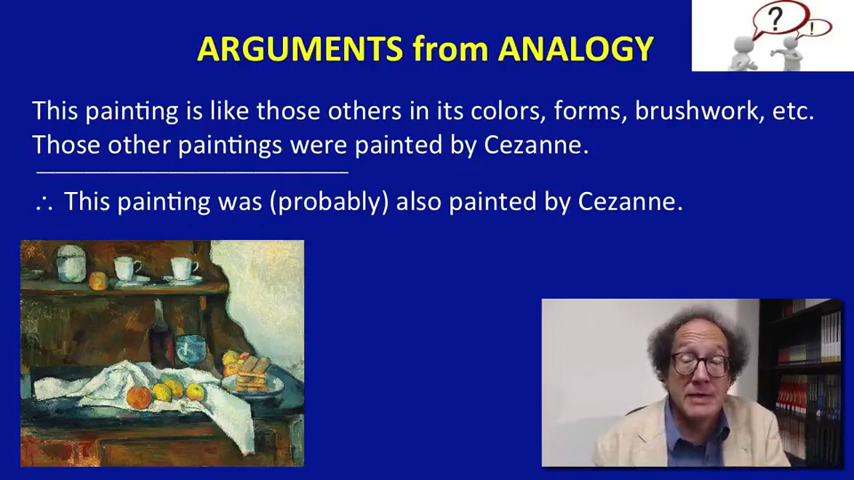 ARGUMENTS from ANALOGY
?
!
This painting is like those others in its colors, forms, brushwork, etc.
Those other paintings were painted by Cezanne.
∴ This painting was (probably) also painted by Cezanne.